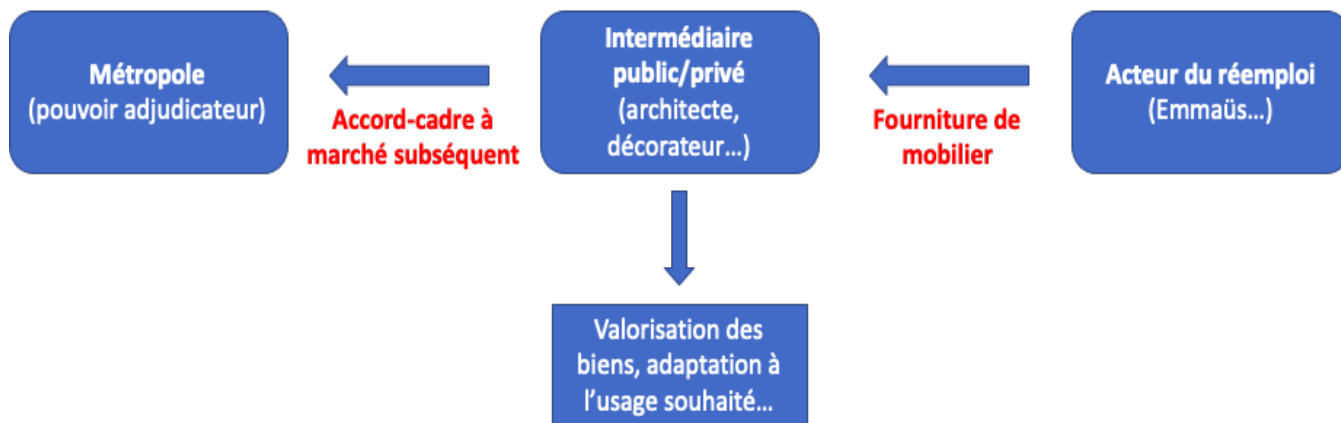 Métropole
(pouvoir adjudicateur)
Accord-cadre à
marché subséquent
Intermédiaire
public/privé
(architecte,
décorateur…)
Fourniture de
mobilier
Acteur du réemploi
(Emmaüs…)
Valorisation des
biens, adaptation à
l’usage souhaité…